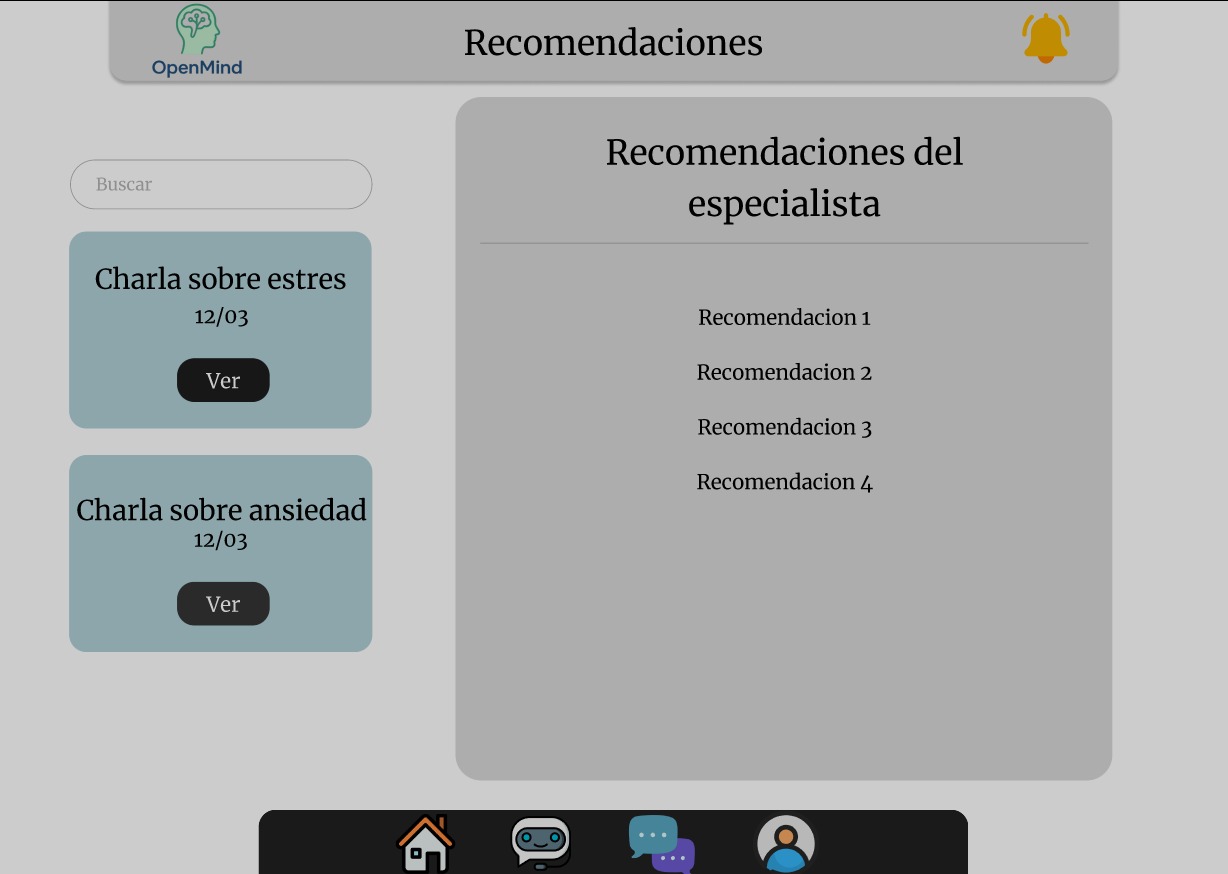 OpenMind
Recomendaciones
Buscar
Charla sobre estres
12/03
Ver
Charla sobre ansiedad
12/03
Ver
Recomendaciones del
especialista
Recomendacion 1
Recomendacion 2
Recomendacion 3
Recomendacion 4